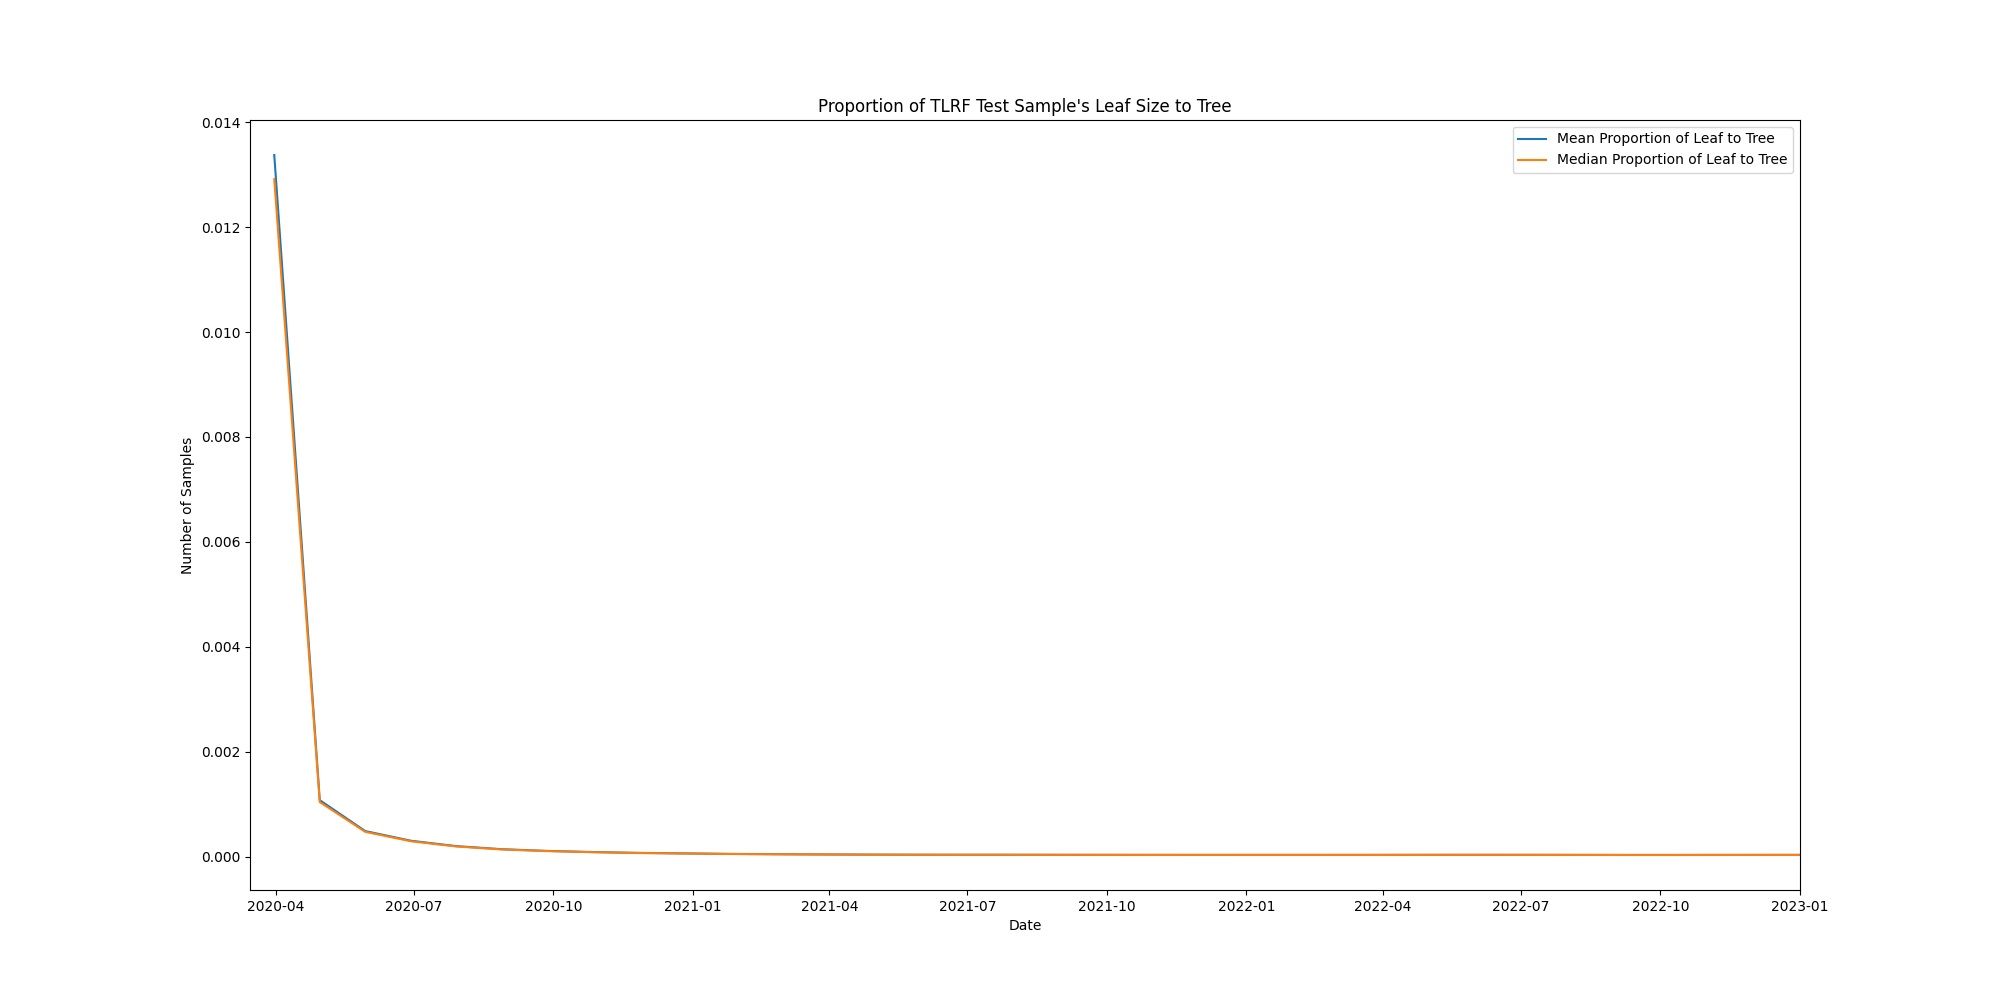 Proportion of TLRF Test Sample's Leaf Size to Tree
Mean Proportion of Leaf to Tree
Median Proportion of Leaf to Tree
Number of Samples
0.014
0.012
0.010
0.008
0.006
0.004
0.002
0.000
2020-04 2020-07 2020-10 2021-01 2021-04 2021-07 2021-10 2022-01 2022-04 2022-07 2022-10 2023-01
Date